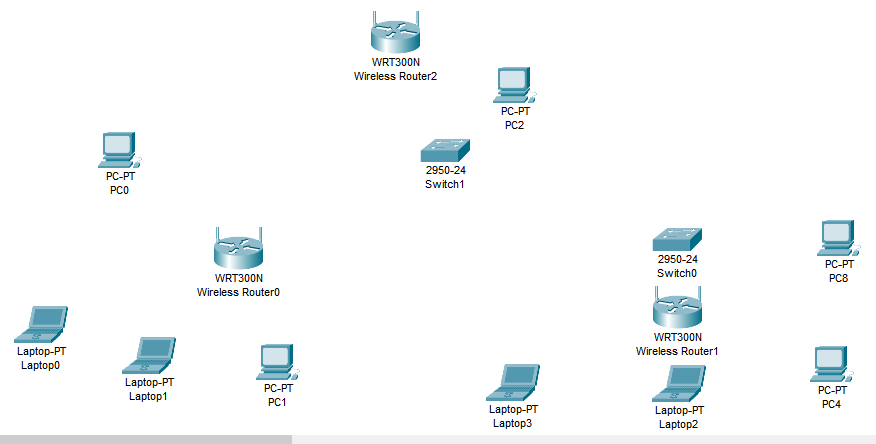 WRT300N
Wireless Router2
PC-PT
PC2
PC-PT
PC0
2950-24
Switch1
WRT300N
Wireless Router0
2950-24
Switch0
PC-PT
PC8
WRT300N
Wireless Router1
Laptop-PT
Laptop0
Laptop-PT
Laptop1
PC-PT
PC1
Laptop-PT
Laptop3
Laptop-PT
Laptop2
PC-PT
PC4